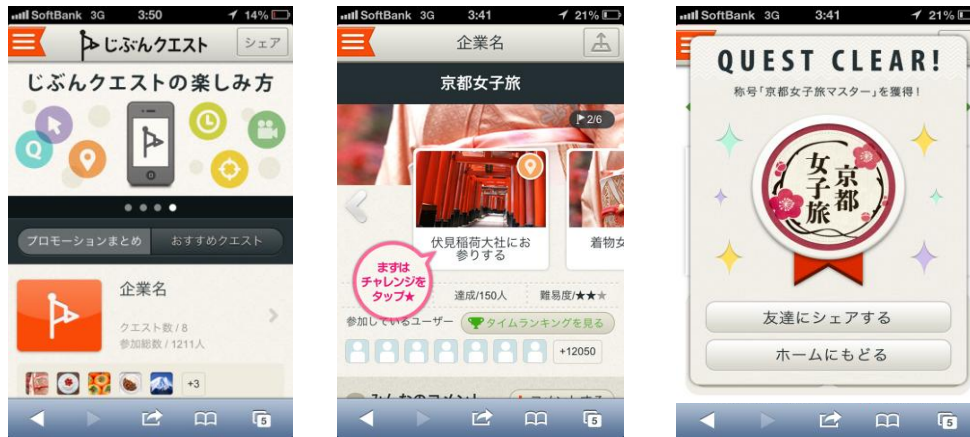 SoftBank 3G 3:50 14%
じぶんクエスト
シェア
じぶんクエストの楽しみ方
Q
プロモーションまとめ
おすすめクエスト
企業名
クエスト数 / 8
参加総数 / 1211人
+3
5
SoftBank 3G 3:41 21%
企業名
京都女子旅
2/6
伏見稲荷大社にお
参りする
着物女
まずは
チャレンジを
タップ★
達成/150人
難易度/★★★
参加しているユーザー
タイムランキングを見る
+12050
5
SoftBank 3G 3:41 21%
QUEST CLEAR!
称号「京都女子旅マスター」を獲得!
京都
女子旅
友達にシェアする
ホームにもどる
5